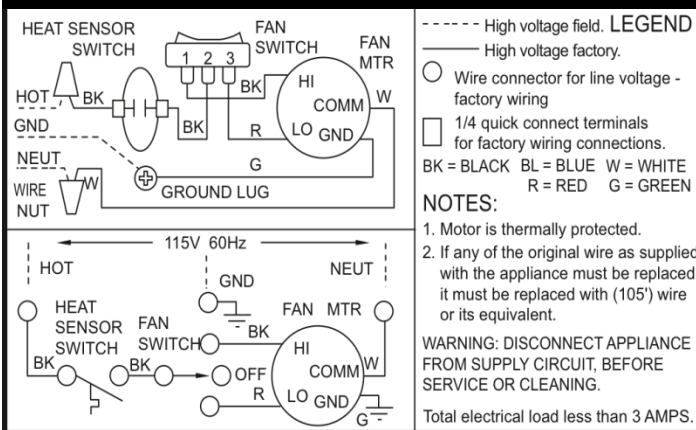 HEAT SENSOR
SWITCH
FAN
SWITCH
FAN
MTR
1 2 3
HI
BK
COMM
W
HOT
BK
BK
GND
R
LO GND
NEUT
G
WIRE
NUT
W
GROUND LUG
115V 60Hz
HOT
GND
NEUT
HEAT
SENSOR
SWITCH
FAN
SWITCH
BK
FAN MTR
HI
BK
BK
OFF
COMM
W
R
LO GND
G
High voltage field. LEGEND
High voltage factory.
Wire connector for line voltage -
factory wiring
1/4 quick connect terminals
for factory wiring connections.
BK = BLACK BL = BLUE W = WHITE
R = RED G = GREEN
NOTES:
1. Motor is thermally protected.
2. If any of the original wire as supplied
with the appliance must be replaced
it must be replaced with (105') wire
or its equivalent.
WARNING: DISCONNECT APPLIANCE
FROM SUPPLY CIRCUIT, BEFORE
SERVICE OR CLEANING.
Total electrical load less than 3 AMPS.